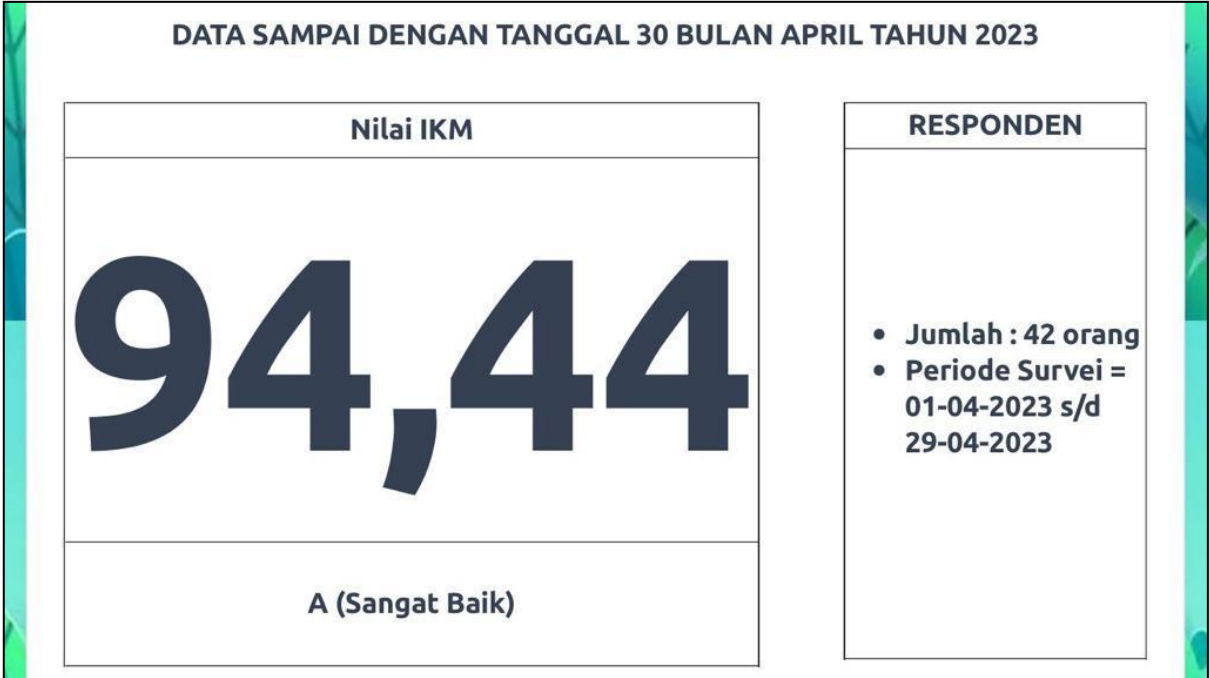 DATA SAMPAI DENGAN TANGGAL 30 BULAN APRIL TAHUN 2023
Nilai IKM
94,44
A (Sangat Baik)
RESPONDEN
• Jumlah : 42 orang
• Periode Survei =
01-04-2023 s/d
29-04-2023